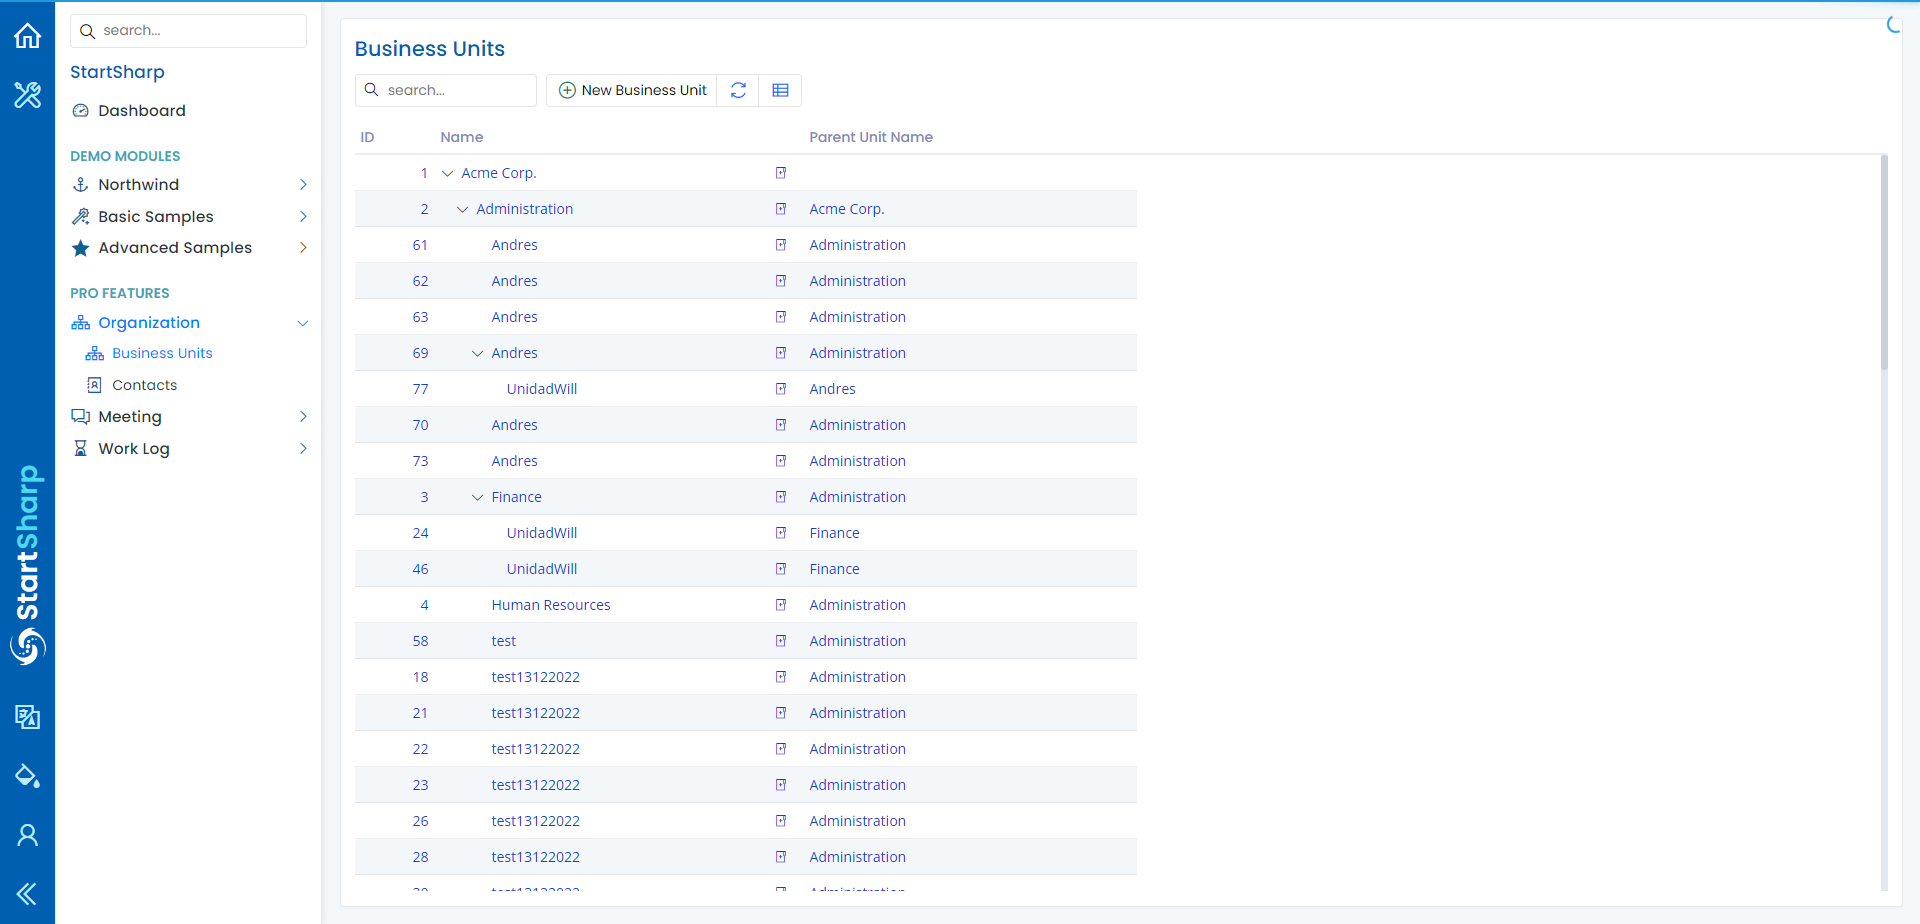 search...
StartSharp
Dashboard
DEMO MODULES
Northwind
Basic Samples
Advanced Samples
PRO FEATURES
Organization
Business Units
Contacts
Meeting
Work Log
StartSharp
Business Units
search...
New Business Unit
ID Name Parent Unit Name
1 Acme Corp.
2 Administration Acme Corp.
61 Andres Administration
62 Andres Administration
63 Andres Administration
69 Andres Administration
77 UnidadWill Andres
70 Andres Administration
73 Andres Administration
3 Finance Administration
24 UnidadWill Finance
46 UnidadWill Finance
4 Human Resources Administration
58 test Administration
18 test13122022 Administration
21 test13122022 Administration
22 test13122022 Administration
23 test13122022 Administration
26 test13122022 Administration
28 test13122022 Administration